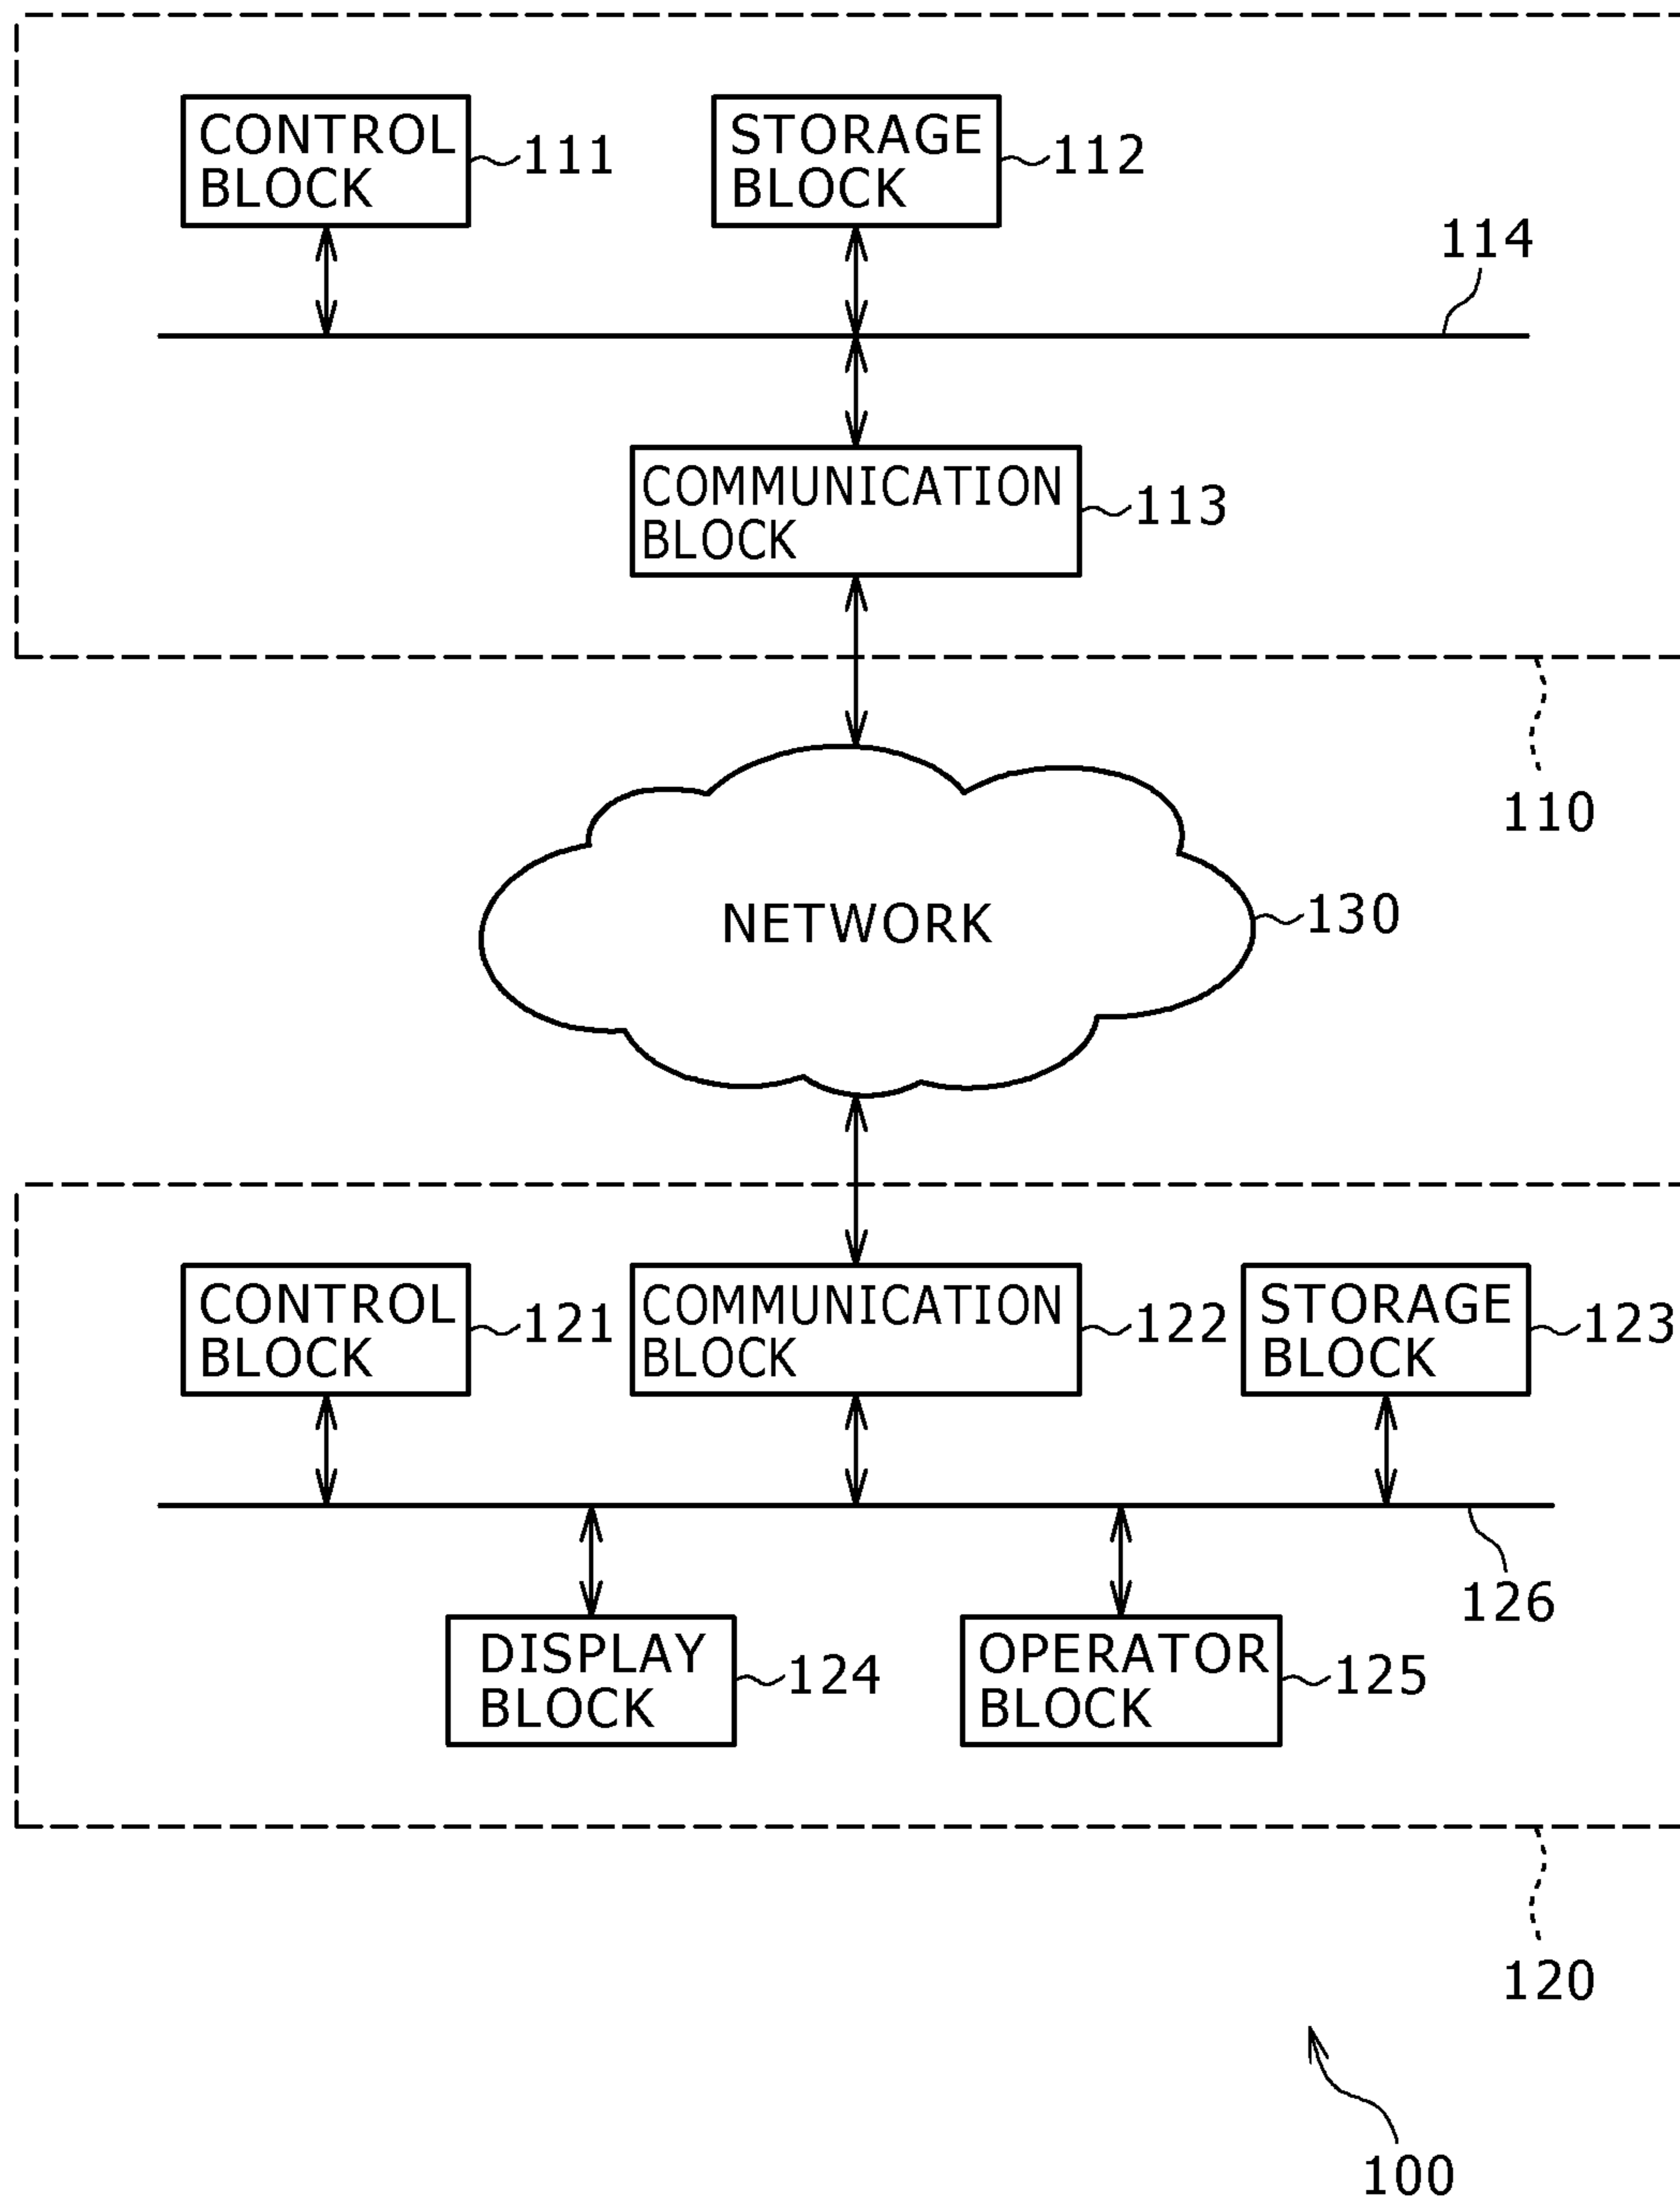 CONTROL
BLOCK
111
STORAGE
BLOCK
112
114
COMMUNICATION
BLOCK
113
110
NETWORK
130
CONTROL
BLOCK
121
COMMUNICATION
BLOCK
122
STORAGE
BLOCK
123
126
DISPLAY
BLOCK
124
OPERATOR
BLOCK
125
120
100